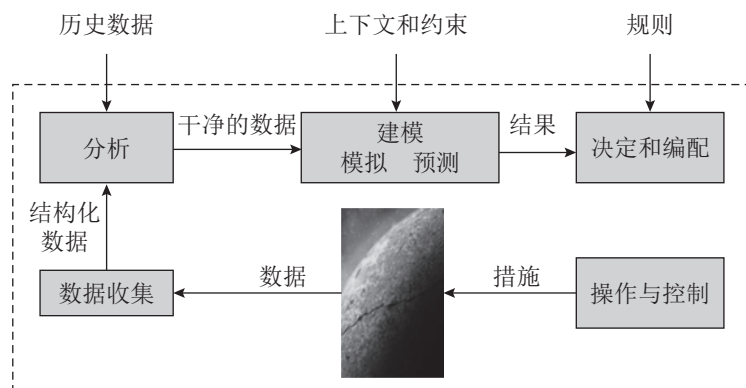 历史数据
上下文和约束
规则
分析
干净的数据
建模
模拟 预测
结果
决定和编配
结构化
数据
数据收集
数据
措施
操作与控制